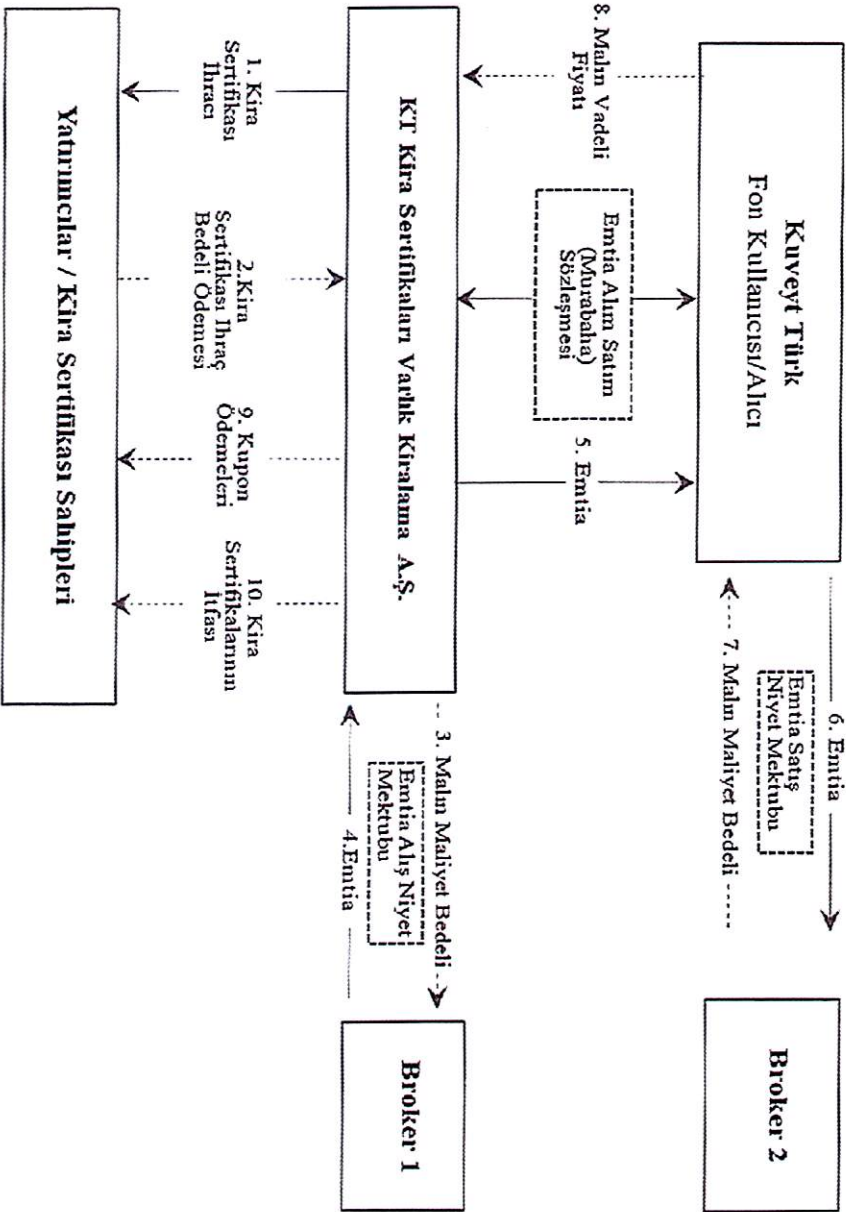 Kuveyt Türk
Fon Kullanıcısı/Alıcı
6. Emtia
Emtia Satış
Niyet Mektubu
7. Malın Maliyet Bedeli
Broker 2
8. Malın Vadeli
Fiyatı
Emtia Alım Satım
(Murabaha)
Sözleşmesi
5. Emtia
KT Kira Sertifikaları Varlık Kiralama A.Ş.
3. Malın Maliyet Bedeli
Emtia Alış Niyet
Mektubu
4.Emtia
Broker 1
1. Kira
Sertifikası
İhracı
2.Kira
Sertifikası İhraç
Bedeli Ödemesi
9. Kupon
Ödemeleri
10. Kira
Sertifikalarının
İtfası
Yatırımcılar / Kira Sertifikası Sahipleri